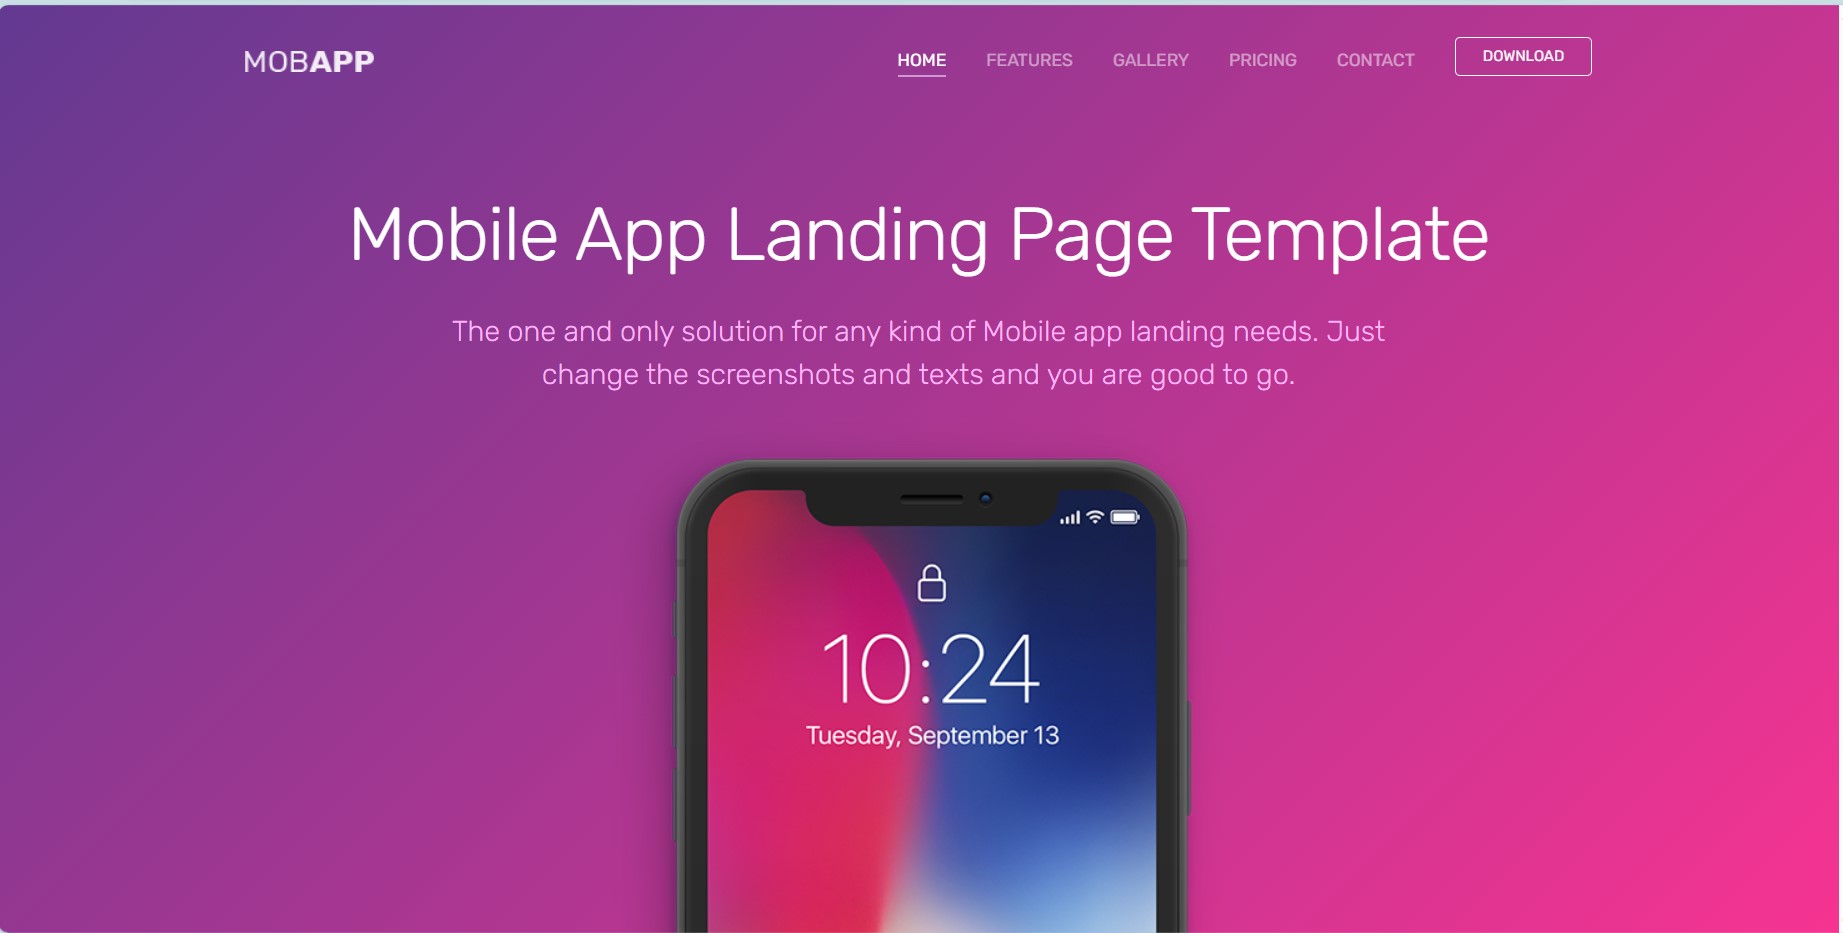 MOBAPP
HOME FEATURES GALLERY PRICING CONTACT DOWNLOAD
Mobile App Landing Page Template
The one and only solution for any kind of Mobile app landing needs. Just
change the screenshots and texts and you are good to go.
10:24
Tuesday, September 13